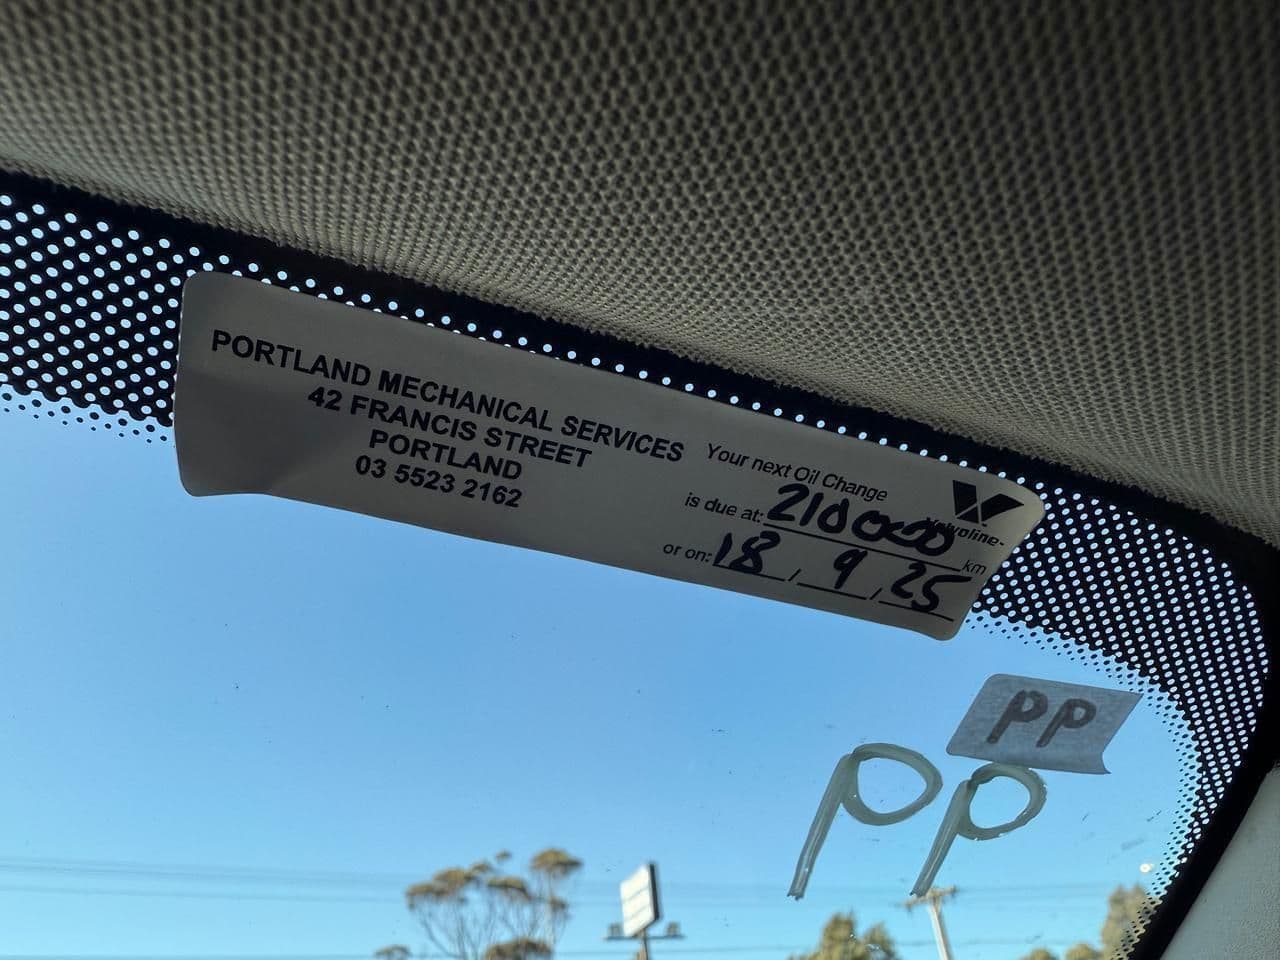 PORTLAND MECHANICAL SERVICES
42 FRANCIS STREET
PORTLAND
03 5523 2162
Your next Oil Change
is due at: 210000 km
or on: 18 / 9 / 25
Valvoline
PP
PP